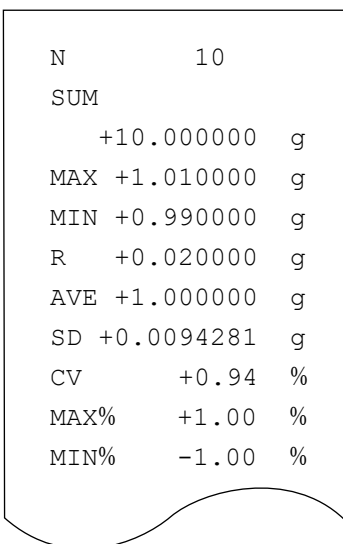 N 10
SUM
+10.000000 g
MAX +1.010000 g
MIN +0.990000 g
R +0.020000 g
AVE +1.000000 g
SD +0.0094281 g
CV +0.94 %
MAX% +1.00 %
MIN% -1.00 %